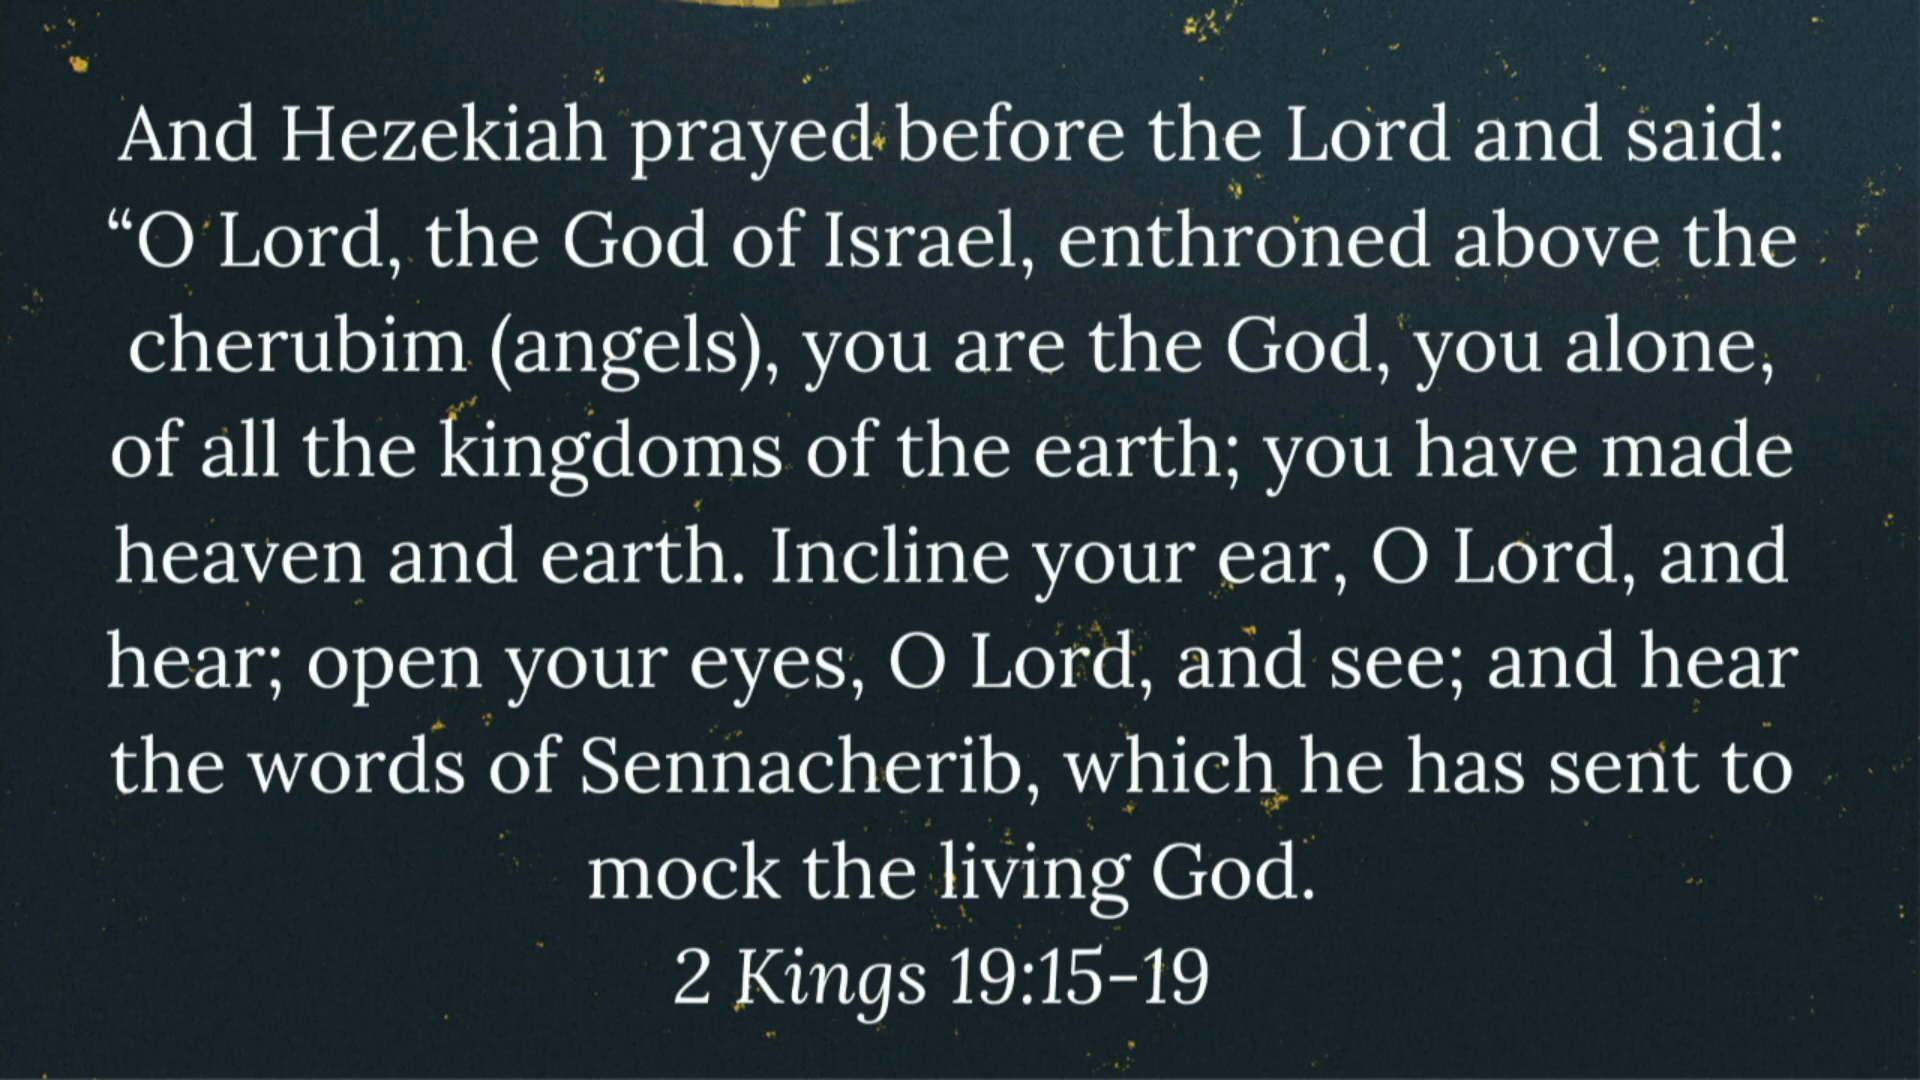 And Hezekiah prayed before the Lord and said:
“O Lord, the God of Israel, enthroned above the
cherubim (angels), you are the God, you alone,
of all the kingdoms of the earth; you have made
heaven and earth. Incline your ear, O Lord, and
hear; open your eyes, O Lord, and see; and hear
the words of Sennacherib, which he has sent to
mock the living God.
2 Kings 19:15–19